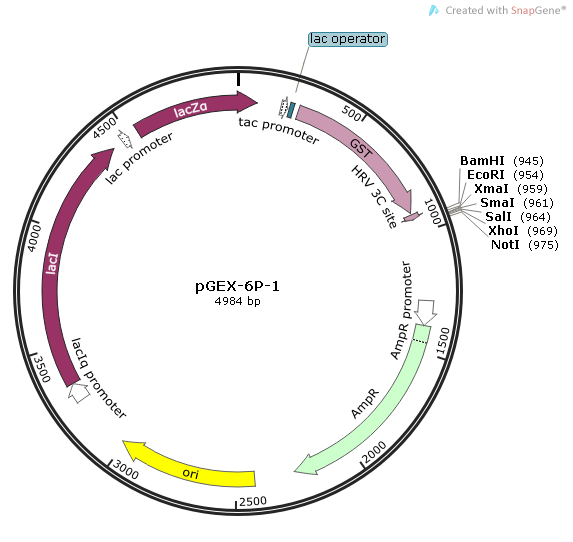 Created with SnapGene®
lac operator
4500
lacZα
lac promoter
tac promoter
500
GST
HRV 3C site
1000
BamHI (945)
EcoRI (954)
XmaI (959)
SmaI (961)
SalI (964)
XhoI (969)
NotI (975)
4000
lacI
pGEX-6P-1
4984 bp
AmpR promoter
1500
3500
lacIq promoter
AmpR
2000
3000
ori
2500